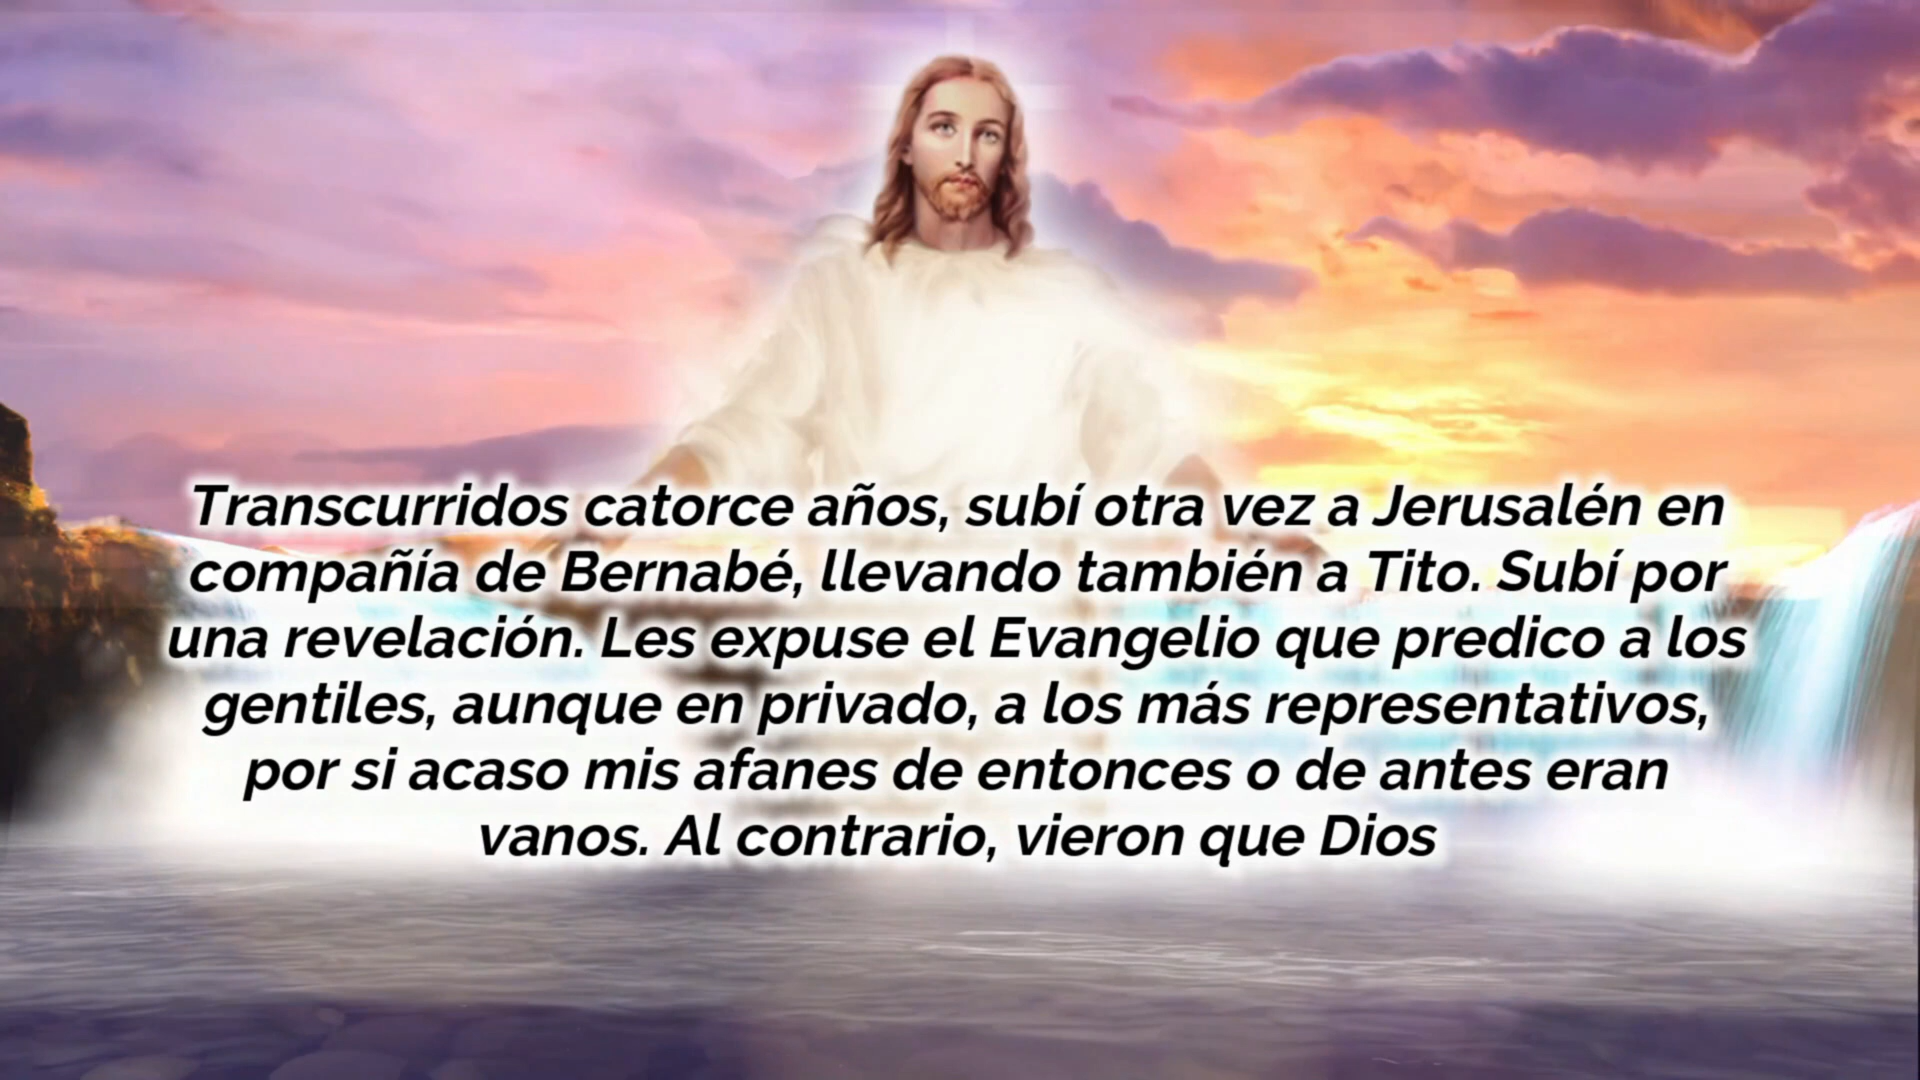 Transcurridos catorce años, subí otra vez a Jerusalén en
compañía de Bernabé, llevando también a Tito. Subí por
una revelación. Les expuse el Evangelio que predico a los
gentiles, aunque en privado, a los más representativos,
por si acaso mis afanes de entonces o de antes eran
vanos. Al contrario, vieron que Dios